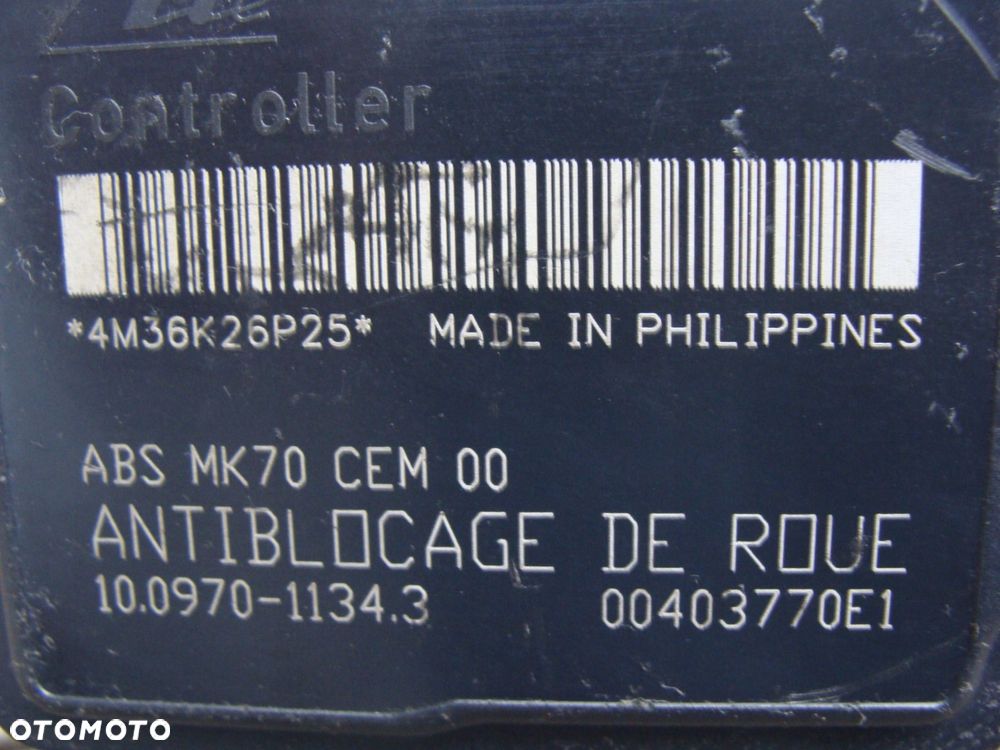 Controller
*4M36K26P25* MADE IN PHILIPPINES
ABS MK70 CEM 00
ANTIBLOCAGE DE ROUE
10.0970-1134.3 00403770E1
OTOMOTO